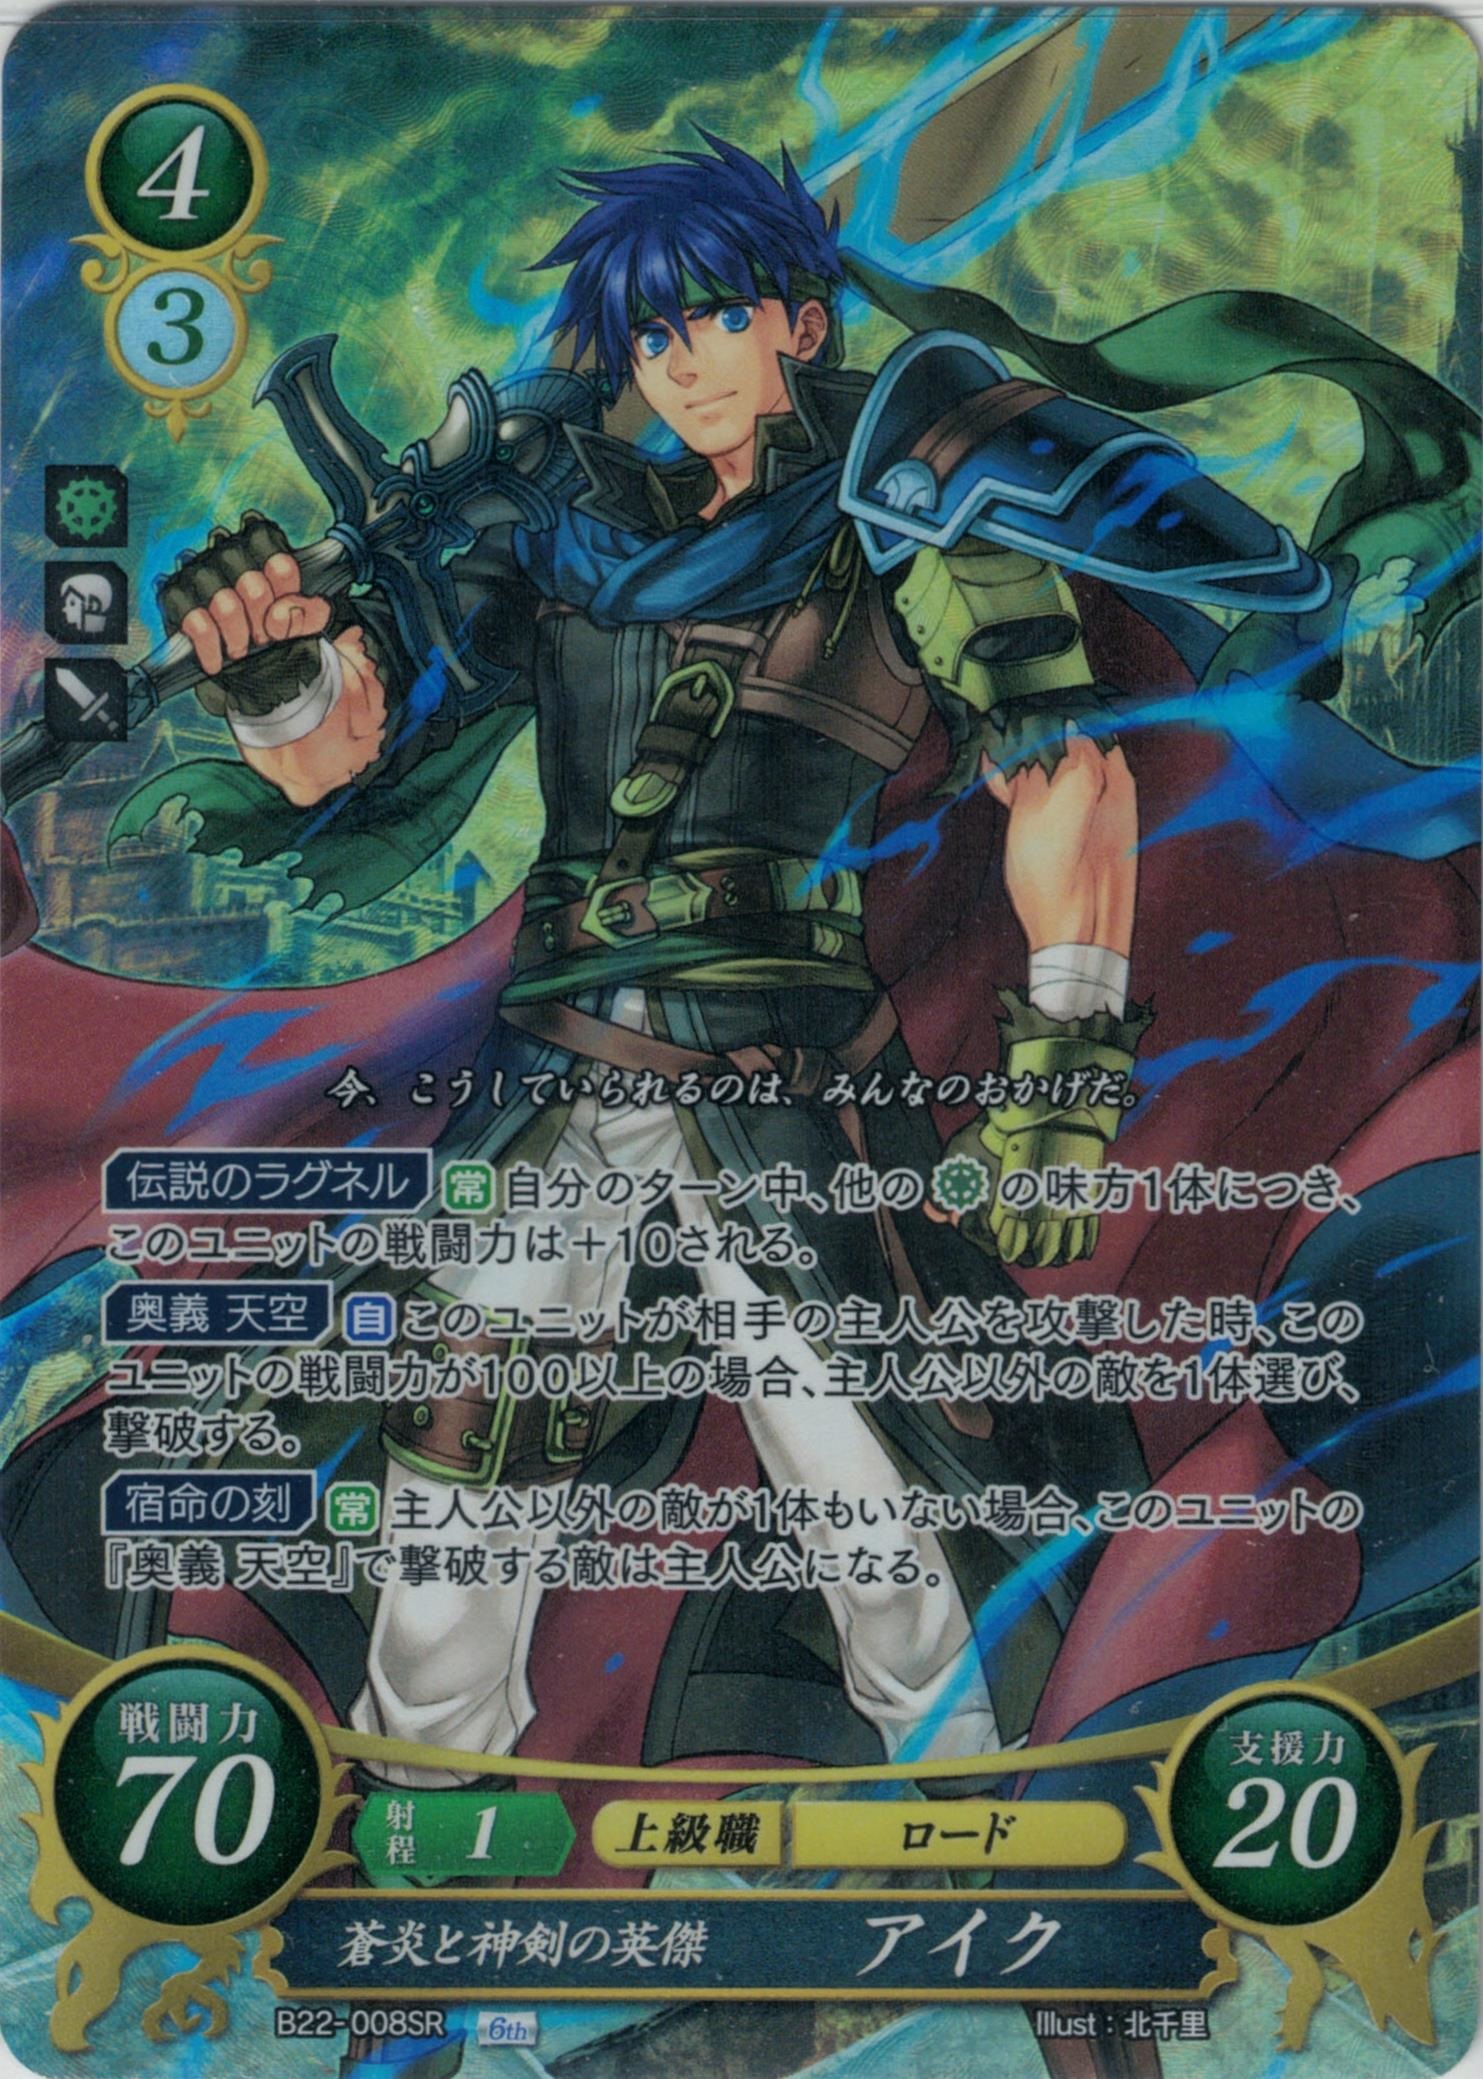 4
3
今、こうしていられるのは、みんなのおかげだ。
伝説のラグネル 常 自分のターン中、他の の味方1体につき、
このユニットの戦闘力は+10される。
奥義 天空 自 このユニットが相手の主人公を攻撃した時、この
ユニットの戦闘力が100以上の場合、主人公以外の敵を1体選び、
撃破する。
宿命の刻 常 主人公以外の敵が1体もいない場合、このユニットの
『奥義 天空』で撃破する敵は主人公になる。
戦闘力
70
射程 1
上級職 ロード
支援力
20
蒼炎と神剣の英傑 アイク
B22-008SR 6th Illust:北千里